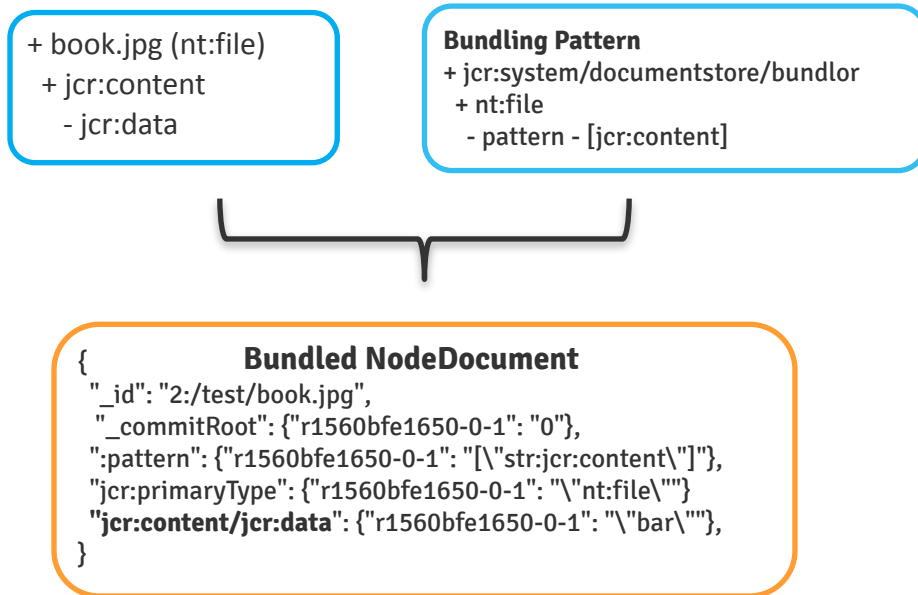 + book.jpg (nt:file)
+ jcr:content
- jcr:data
Bundling Pattern
+ jcr:system/documentstore/bundlor
+ nt:file
- pattern - [jcr:content]
Bundled NodeDocument
{
"_id": "2:/test/book.jpg",
"_commitRoot": {"r1560bfe1650-0-1": "0"},
":pattern": {"r1560bfe1650-0-1": "[\"str:jcr:content\"]"},
"jcr:primaryType": {"r1560bfe1650-0-1": "\"nt:file\""}
"jcr:content/jcr:data": {"r1560bfe1650-0-1": "\"bar\""},
}